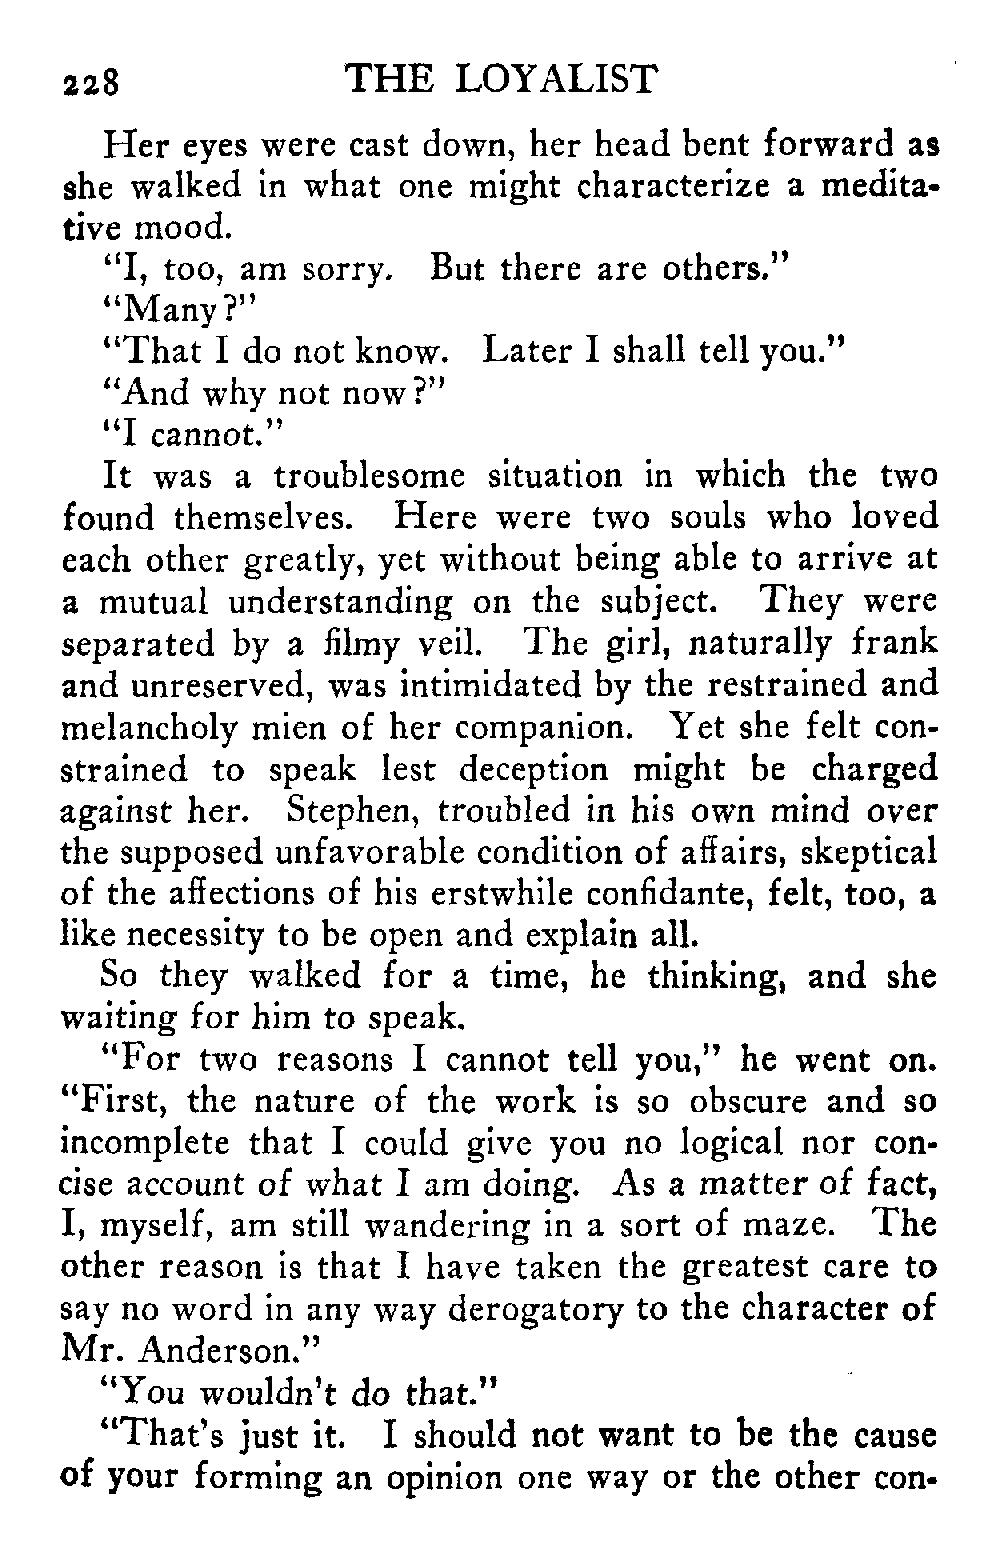 228 THE LOYALIST
Her eyes were cast down, her head bent forward as
she walked in what one might characterize a medita-
tive mood.
"I, too, am sorry. But there are others."
"Many?"
"That I do not know. Later I shall tell you."
"And why not now?"
"I cannot."
It was a troublesome situation in which the two
found themselves. Here were two souls who loved
each other greatly, yet without being able to arrive at
a mutual understanding on the subject. They were
separated by a filmy veil. The girl, naturally frank
and unreserved, was intimidated by the restrained and
melancholy mien of her companion. Yet she felt con-
strained to speak lest deception might be charged
against her. Stephen, troubled in his own mind over
the supposed unfavorable condition of affairs, skeptical
of the affections of his erstwhile confidante, felt, too, a
like necessity to be open and explain all.
So they walked for a time, he thinking, and she
waiting for him to speak.
"For two reasons I cannot tell you," he went on.
"First, the nature of the work is so obscure and so
incomplete that I could give you no logical nor con-
cise account of what I am doing. As a matter of fact,
I, myself, am still wandering in a sort of maze. The
other reason is that I have taken the greatest care to
say no word in any way derogatory to the character of
Mr. Anderson."
"You wouldn't do that."
"That's just it. I should not want to be the cause
of your forming an opinion one way or the other con-